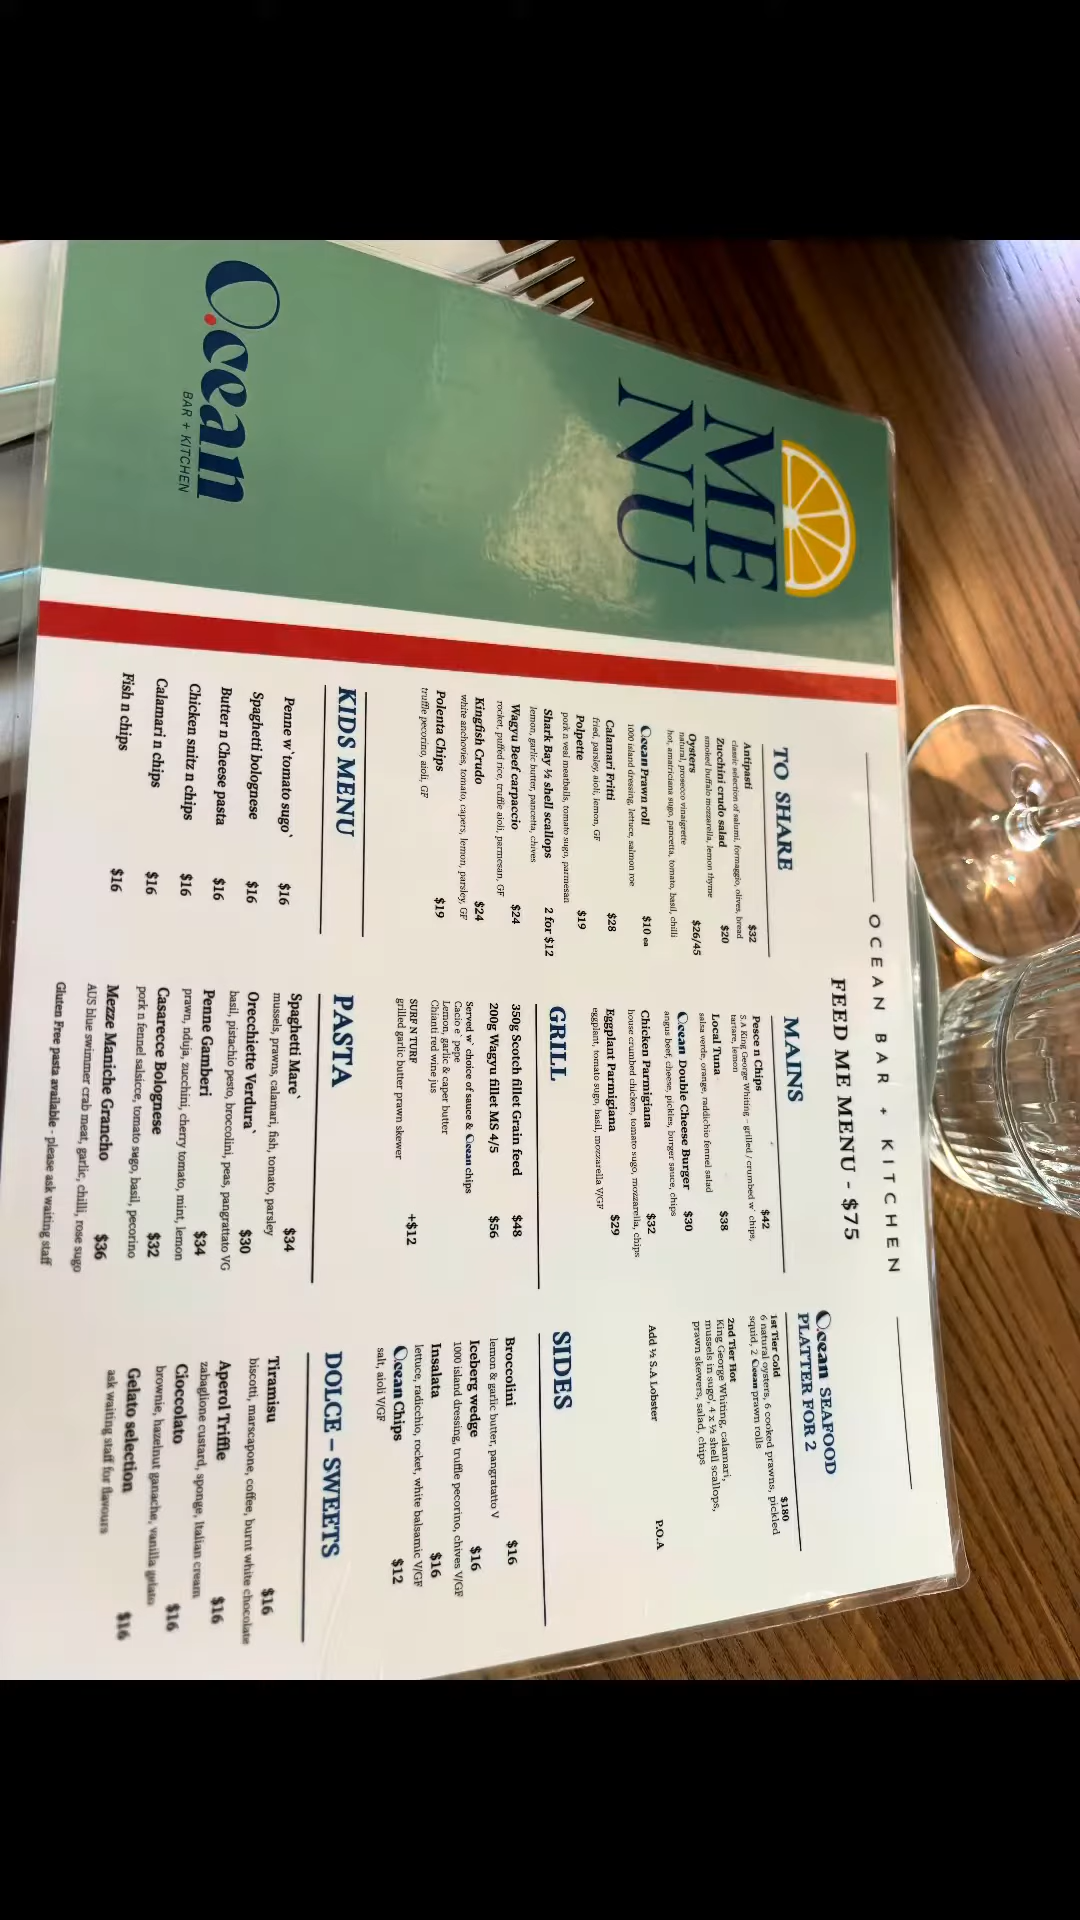 ME
NU
Ocean
BAR + KITCHEN
OCEAN BAR + KITCHEN
FEED ME MENU - $75
TO SHARE
Antipasti $32
classic selection of salumi, formaggio, olives, bread
Zucchini crudo salad $20
smoked buffalo mozzarella, lemon thyme
Oysters $26/45
natural, prosecco vinaigrette
hot, amatriciana sugo, pancetta, tomato, basil, chilli
Ocean Prawn roll $10 ea
1000 island dressing, lettuce, salmon roe
Calamari Fritti $28
fried, parsley, aioli, lemon, GF
Polpette $19
pork n veal meatballs, tomato sugo, parmesan
Shark Bay ½ shell scallops 2 for $12
lemon, garlic butter, pancetta, chives
Wagyu Beef carpaccio $24
rocket, puffed rice, truffle aioli, parmesan, GF
Kingfish Crudo $24
white anchovies, tomato, capers, lemon, parsley, GF
Polenta Chips $19
truffle pecorino, aioli, GF
KIDS MENU
Penne w`tomato sugo` $16
Spaghetti bolognese $16
Butter n Cheese pasta $16
Chicken snitz n chips $16
Calamari n chips $16
Fish n chips $16
MAINS
Pesce n Chips $42
S.A King George Whiting - grilled / crumbed w` chips,
tartare, lemon
Local Tuna $38
salsa verde, orange, raddichio fennel salad
Ocean Double Cheese Burger $30
angus beef, cheese, pickles, burger sauce, chips
Chicken Parmigiana $32
house crumbed chicken, tomato sugo, mozzarella, chips
Eggplant Parmigiana $29
eggplant, tomato sugo, basil, mozzarella V/GF
GRILL
350g Scotch fillet Grain feed $48
200g Wagyu fillet MS 4/5 $56
Served w` choice of sauce & Ocean chips
Cacio e` pepe
Lemon, garlic & caper butter
Chianti red wine jus
SURF N TURF +$12
grilled garlic butter prawn skewer
PASTA
Spaghetti Mare` $34
mussels, prawns, calamari, fish, tomato, parsley
Orecchiette Verdura` $30
basil, pistachio pesto, broccolini, peas, pangrattato VG
Penne Gamberi $34
prawn, nduja, zucchini, cherry tomato, mint, lemon
Casarecce Bolognese $32
pork n fennel salsicce, tomato sugo, basil, pecorino
Mezze Maniche Grancho $36
AUS blue swimmer crab meat, garlic, chilli, rose sugo
Gluten Free pasta available - please ask waiting staff
Ocean SEAFOOD
PLATTER FOR 2
$180
1st Tier Cold
6 natural oysters, 6 cooked prawns, pickled
squid, 2 Ocean prawn rolls
2nd Tier Hot
King George Whiting, calamari,
mussels in sugo`, 4 x ½ shell scallops,
prawn skewers, salad, chips
Add ½ S.A Lobster P.O.A
SIDES
Broccolini $16
lemon & garlic butter, pangratatto V
Iceberg wedge $16
1000 island dressing, truffle pecorino, chives V/GF
Insalata $16
lettuce, radicchio, rocket, white balsamic V/GF
Ocean Chips $12
salt, aioli V/GF
DOLCE – SWEETS
Tiramisu $16
biscotti, marscapone, coffee, burnt white chocolate
Aperol Triffle $16
zabaglione custard, sponge, Italian cream
Cioccolato $16
brownie, hazelnut ganache, vanilla gelato
Gelato selection $16
ask waiting staff for flavours